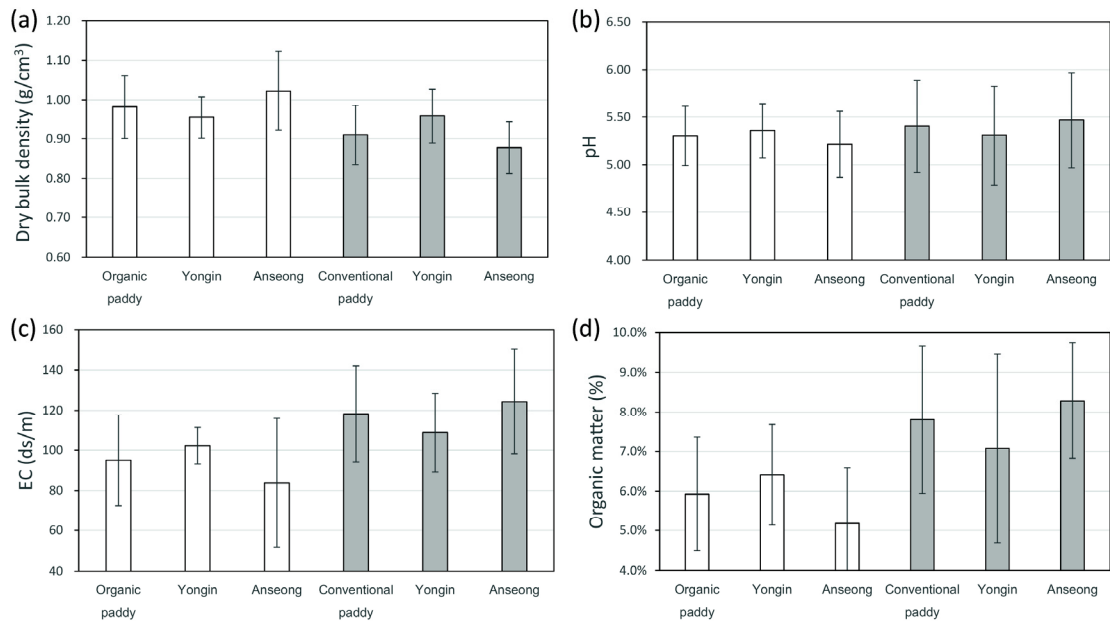 (a)
Dry bulk density (g/cm³)
1.20
1.10
1.00
0.90
0.80
0.70
0.60
Organic paddy
Yongin
Anseong
Conventional paddy
Yongin
Anseong
(b)
pH
6.50
6.00
5.50
5.00
4.50
4.00
Organic paddy
Yongin
Anseong
Conventional paddy
Yongin
Anseong
(c)
EC (ds/m)
160
140
120
100
80
60
40
Organic paddy
Yongin
Anseong
Conventional paddy
Yongin
Anseong
(d)
Organic matter (%)
10.0%
9.0%
8.0%
7.0%
6.0%
5.0%
4.0%
Organic paddy
Yongin
Anseong
Conventional paddy
Yongin
Anseong